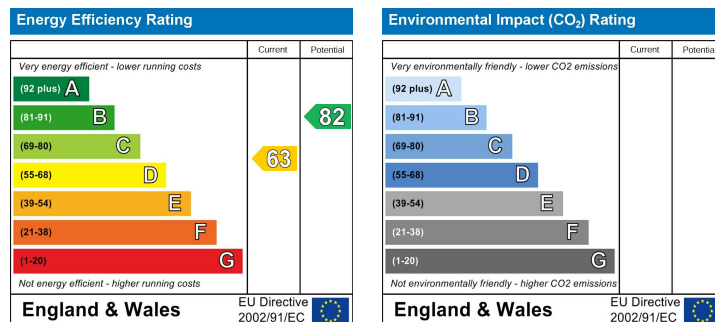 Energy Efficiency Rating
Current Potential
Very energy efficient - lower running costs
(92 plus) A
(81-91) B
82
(69-80) C
63
(55-68) D
(39-54) E
(21-38) F
(1-20) G
Not energy efficient - higher running costs
England & Wales
EU Directive
2002/91/EC
Environmental Impact (CO₂) Rating
Current Potential
Very environmentally friendly - lower CO2 emissions
(92 plus) A
(81-91) B
(69-80) C
(55-68) D
(39-54) E
(21-38) F
(1-20) G
Not environmentally friendly - higher CO2 emissions
England & Wales
EU Directive
2002/91/EC